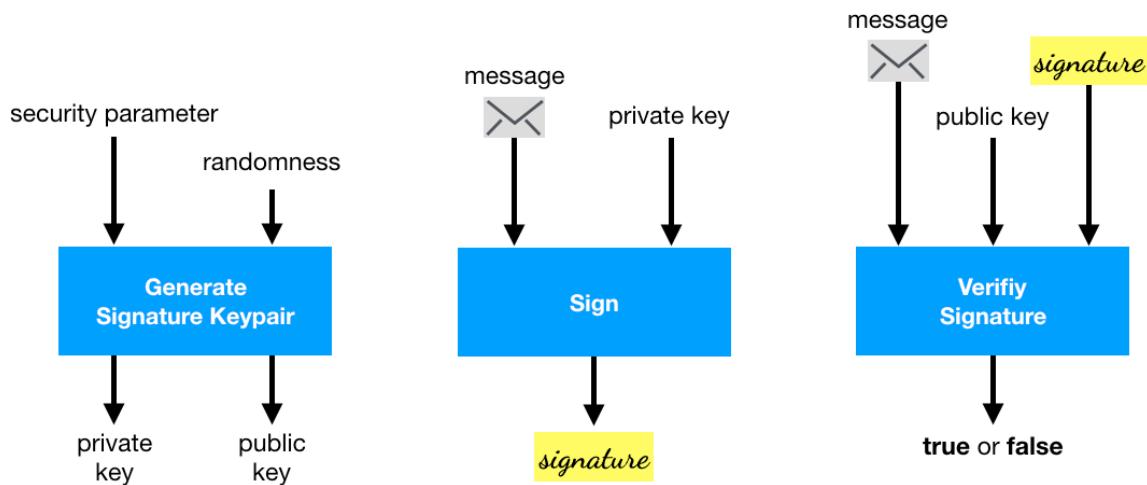 security parameter
randomness
Generate
Signature Keypair
private
key
public
key
message
private key
Sign
signature
message
signature
public key
Verifiy
Signature
true or false